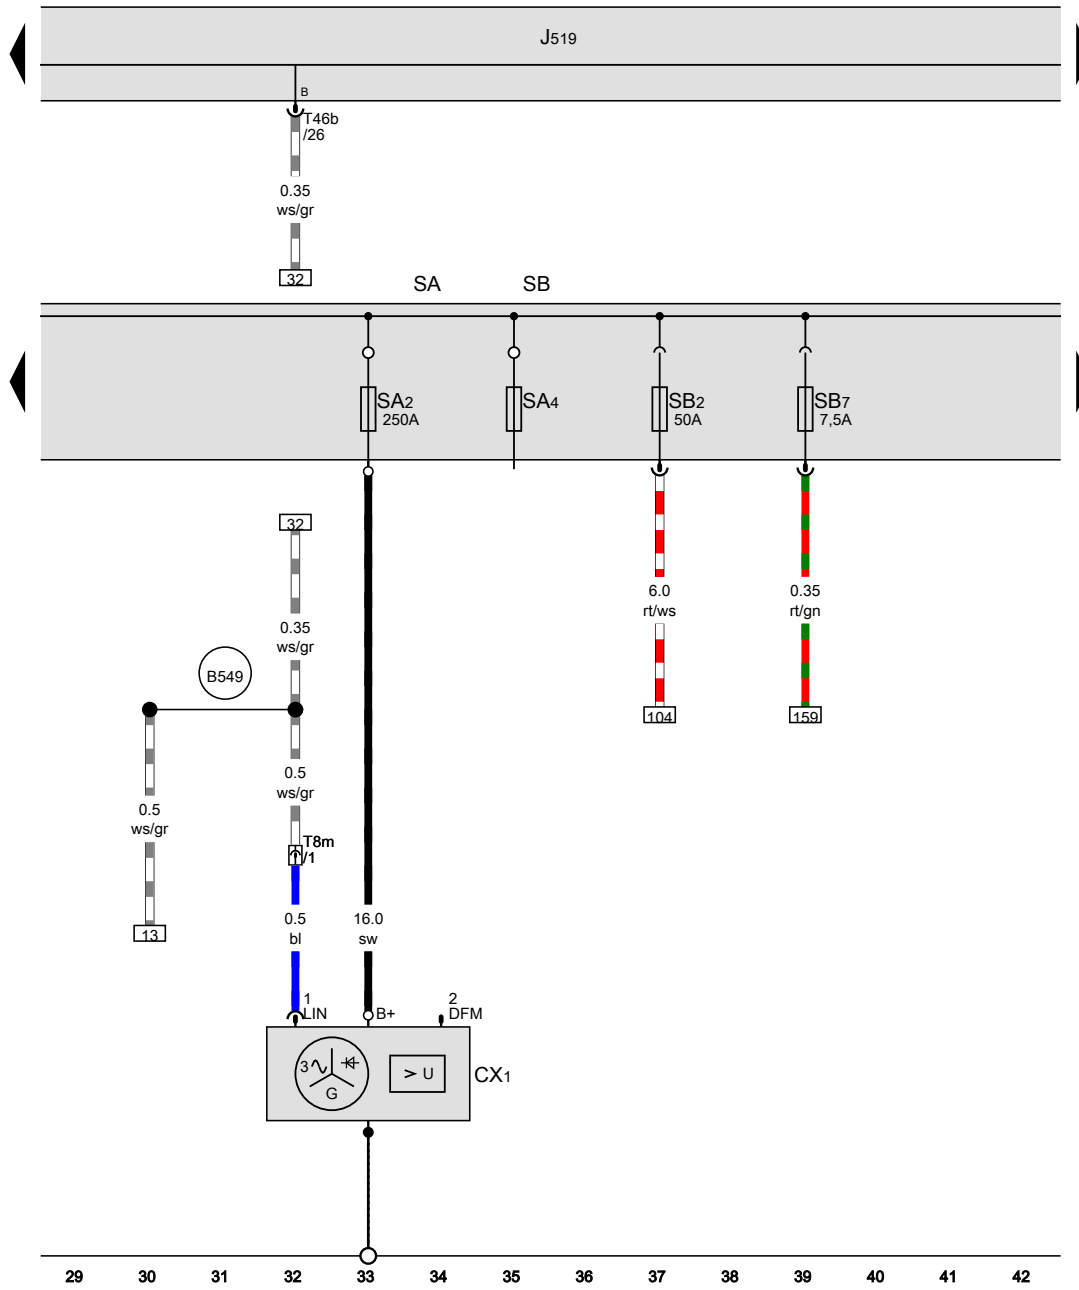 J519
B
T46b
/26
0.35
ws/gr
32
SA
SB
SA2
250A
SA4
SB2
50A
SB7
7,5A
32
0.35
ws/gr
B549
6.0
rt/ws
0.35
rt/gn
104
159
0.5
ws/gr
0.5
ws/gr
T8m
/1
13
0.5
bl
16.0
sw
1
LIN
B+
2
DFM
3
G
> U
CX1
29 30 31 32 33 34 35 36 37 38 39 40 41 42